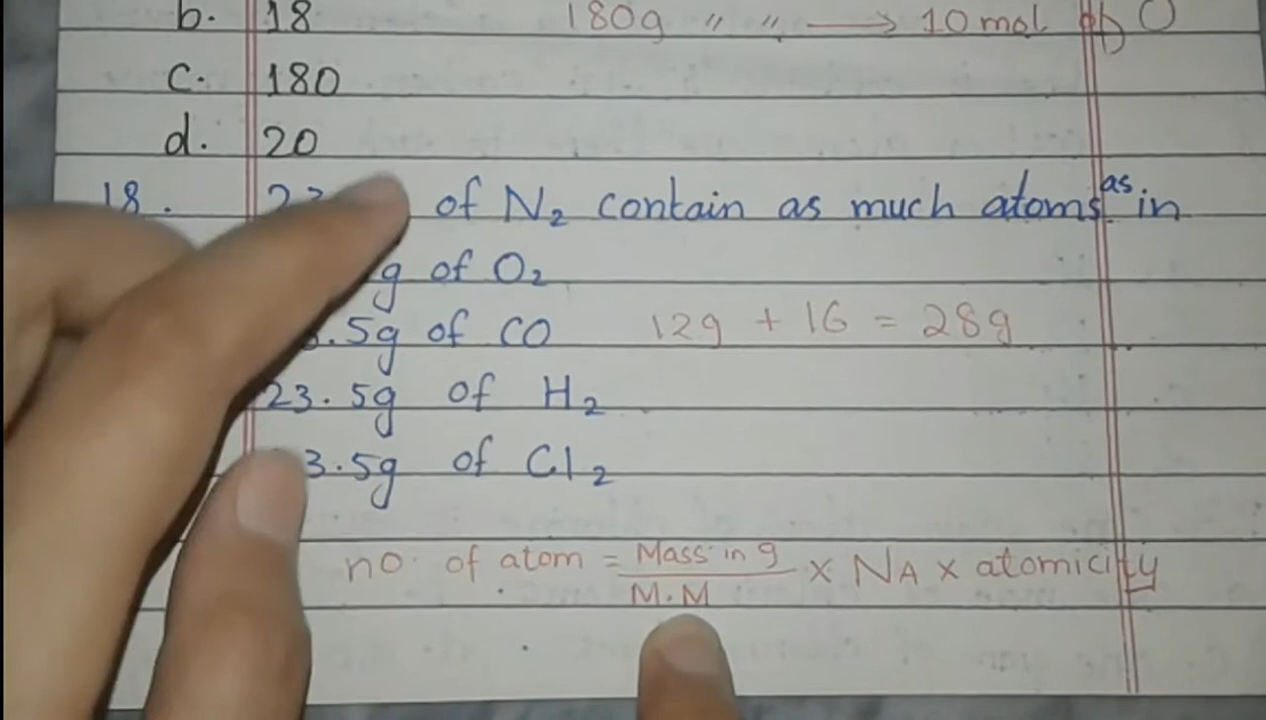 b. 18 180g " " → 10 mol of O
c. 180
d. 20
18. of N₂ contain as much atoms as in
g of O₂
.5g of CO 12g + 16 = 28g
23.5g of H₂
3.5g of Cl₂
no. of atom = Mass in g / M.M × NA × atomicity